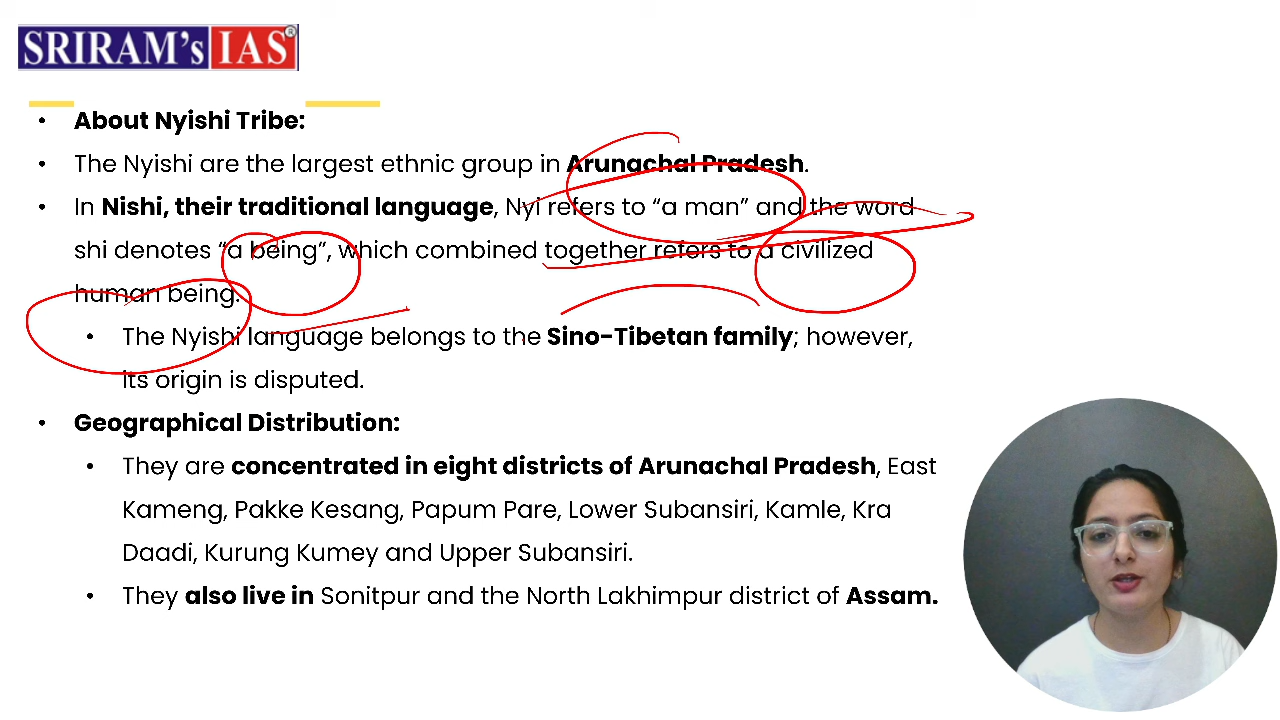 SRIRAM's IAS®
• About Nyishi Tribe:
• The Nyishi are the largest ethnic group in Arunachal Pradesh.
• In Nishi, their traditional language, Nyi refers to “a man” and the word
shi denotes “a being”, which combined together refers to a civilized
human being.
• The Nyishi language belongs to the Sino-Tibetan family; however,
its origin is disputed.
• Geographical Distribution:
• They are concentrated in eight districts of Arunachal Pradesh, East
Kameng, Pakke Kesang, Papum Pare, Lower Subansiri, Kamle, Kra
Daadi, Kurung Kumey and Upper Subansiri.
• They also live in Sonitpur and the North Lakhimpur district of Assam.